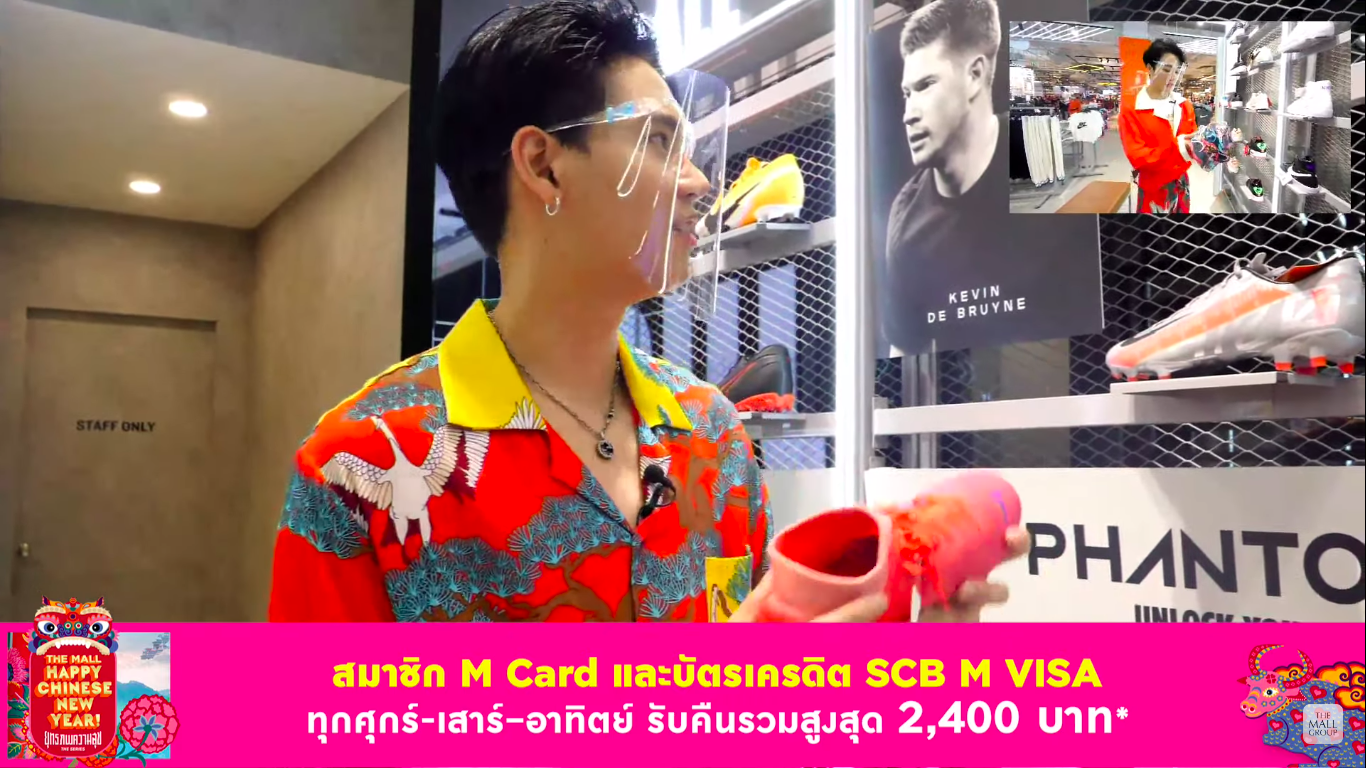 KEVIN
DE BRUYNE
STAFF ONLY
PHANTO
THE MALL
HAPPY
CHINESE
NEW
YEAR!
THE SERIES
สมาชิก M Card และบัตรเครดิต SCB M VISA
ทุกศุกร์-เสาร์-อาทิตย์ รับคืนรวมสูงสุด 2,400 บาท*
THE
MALL
GROUP